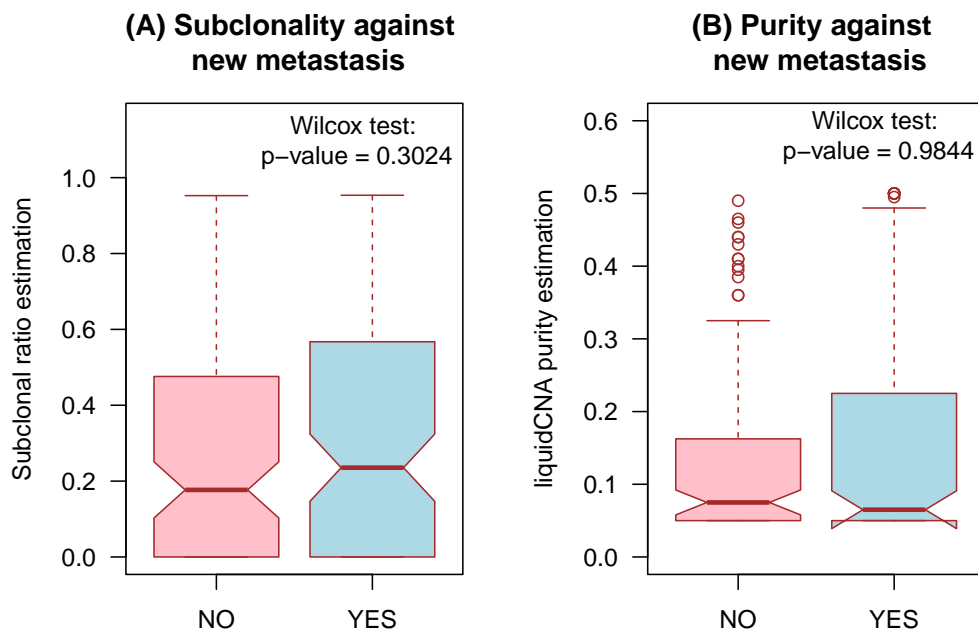 (A) Subclonality against
new metastasis
Wilcox test:
p−value = 0.3024
Subclonal ratio estimation
1.0
0.8
0.6
0.4
0.2
0.0
NO YES
(B) Purity against
new metastasis
Wilcox test:
p−value = 0.9844
liquidCNA purity estimation
0.6
0.5
0.4
0.3
0.2
0.1
0.0
NO YES